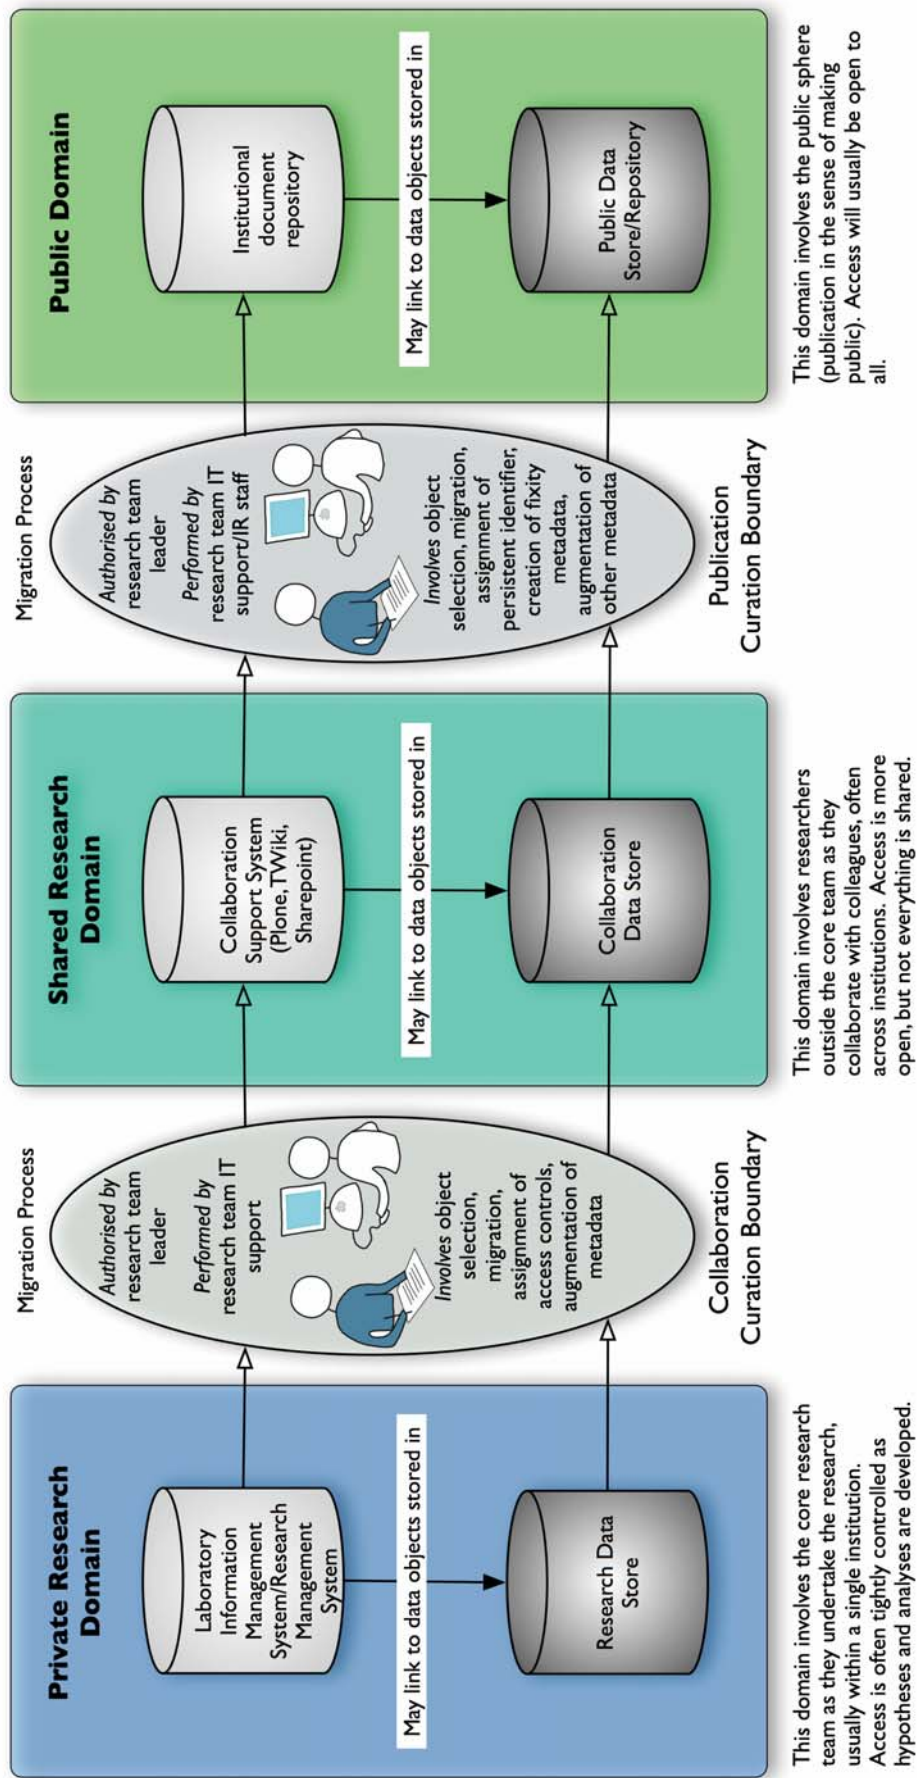 Private Research
Domain
Laboratory
Information
Management
System/Research
Management
System
May link to data objects stored in
Research Data
Store
This domain involves the core research
team as they undertake the research,
usually within a single institution.
Access is often tightly controlled as
hypotheses and analyses are developed.
Migration Process
Authorised by
research team
leader
Performed by
research team IT
support
Involves object
selection,
migration,
assignment of
access controls,
augmentation of
metadata
Collaboration
Curation Boundary
Shared Research
Domain
Collaboration
Support System
(Plone, TWiki,
Sharepoint)
May link to data objects stored in
Collaboration
Data Store
This domain involves researchers
outside the core team as they
collaborate with colleagues, often
across institutions. Access is more
open, but not everything is shared.
Migration Process
Authorised by
research team
leader
Performed by
research team IT
support/IR staff
Involves object
selection, migration,
assignment of
persistent identifier,
creation of fixity
metadata,
augmentation of
other metadata
Publication
Curation Boundary
Public Domain
Institutional
document
repository
May link to data objects stored in
Public Data
Store/Repository
This domain involves the public sphere
(publication in the sense of making
public). Access will usually be open to
all.